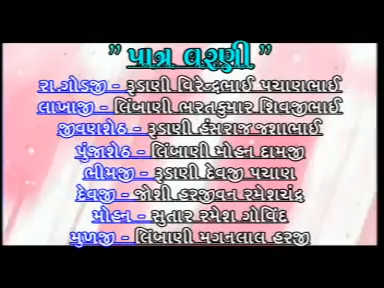 ” પાત્ર વરણી ”
રા.ગોડજી – રૂડાણી વિરેન્દ્રભાઈ પચાણભાઈ
લાખાજી – લિંબાણી ભરતકુમાર શિવજીભાઈ
જીવણશેઠ – રૂડાણી હંસરાજ જશાભાઈ
પુંજાશેઠ – લિંબાણી મોહન દામજી
ભીમજી – રૂડાણી દેવજી પચાણ
દેવજી – જોશી હરજીવન રમેશચંદ્ર
મોહન – સુતાર રમેશ ગોવિંદ
મુળજી – લિંબાણી મગનલાલ હરજી